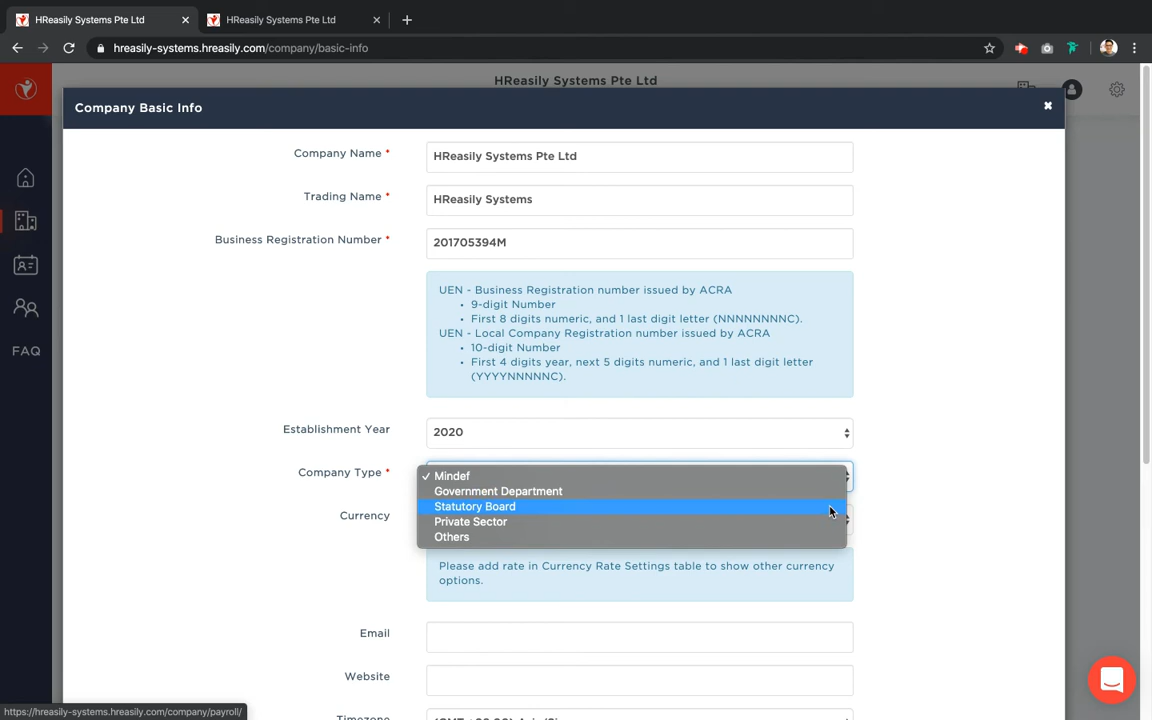 HReasily Systems Pte Ltd
HReasily Systems Pte Ltd
hreasily-systems.hreasily.com/company/basic-info
HReasily Systems Pte Ltd
Company Basic Info
Company Name *
HReasily Systems Pte Ltd
Trading Name *
HReasily Systems
Business Registration Number *
201705394M
UEN - Business Registration number issued by ACRA
• 9-digit Number
• First 8 digits numeric, and 1 last digit letter (NNNNNNNNC).
UEN - Local Company Registration number issued by ACRA
• 10-digit Number
• First 4 digits year, next 5 digits numeric, and 1 last digit letter
(YYYYNNNNNC).
FAQ
Establishment Year
2020
Company Type *
✓ Mindef
Government Department
Statutory Board
Private Sector
Others
Currency
Please add rate in Currency Rate Settings table to show other currency
options.
Email
Website
Timezone
https://hreasily-systems.hreasily.com/company/payroll/